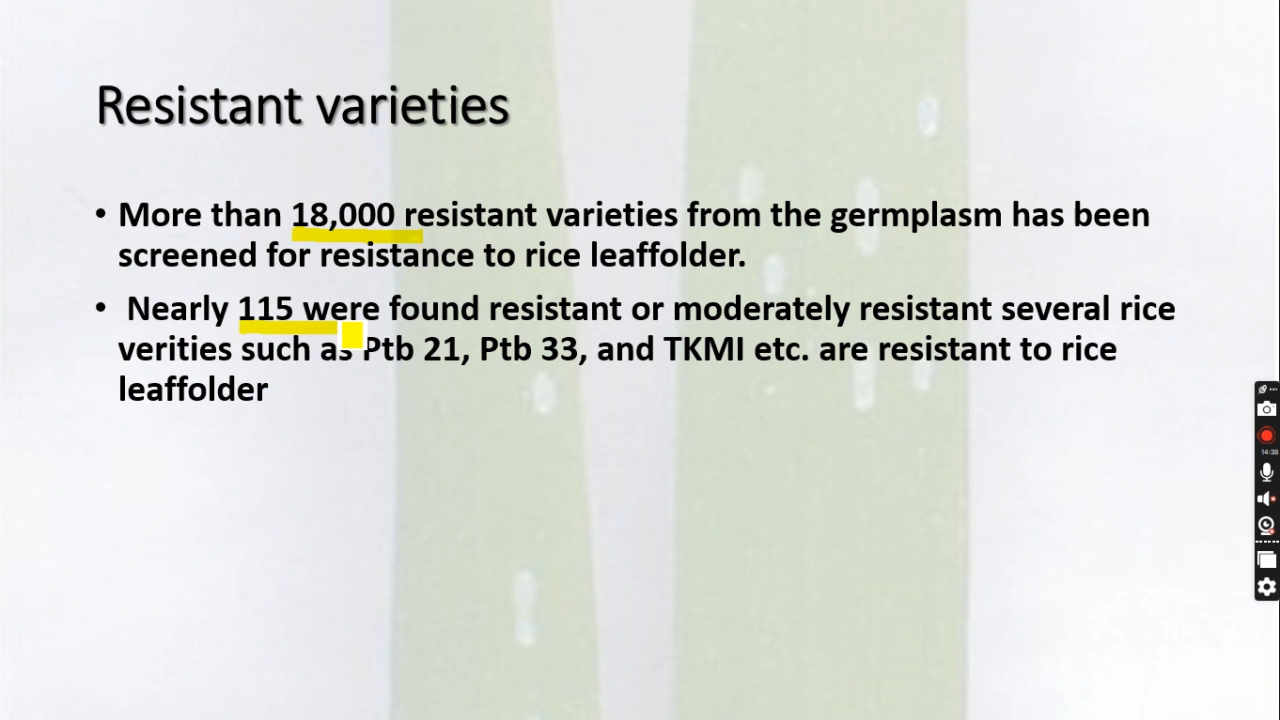 Resistant varieties
• More than 18,000 resistant varieties from the germplasm has been
screened for resistance to rice leaffolder.
• Nearly 115 were found resistant or moderately resistant several rice
verities such as Ptb 21, Ptb 33, and TKMI etc. are resistant to rice
leaffolder
14:38